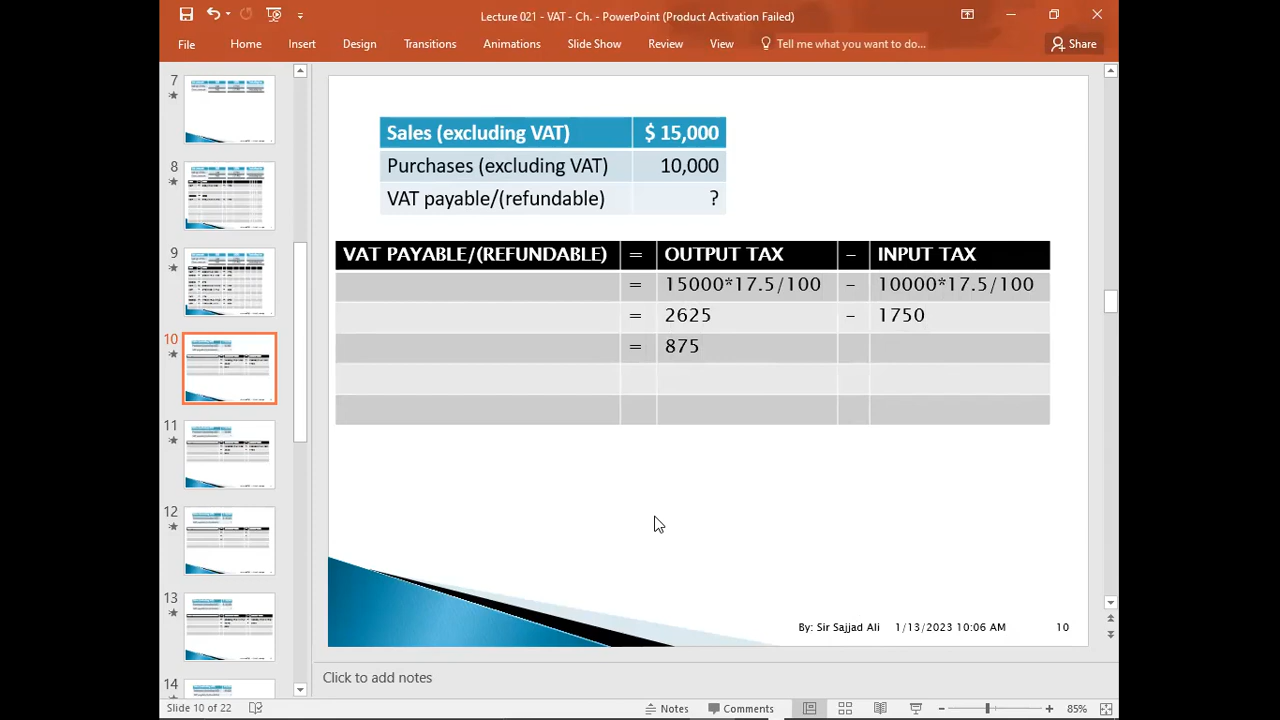 Lecture 021 - VAT - Ch. - PowerPoint (Product Activation Failed)
File Home Insert Design Transitions Animations Slide Show Review View Tell me what you want to do... Share
7
8
9
10
11
12
13
14
Sales (excluding VAT) $ 15,000
Purchases (excluding VAT) 10,000
VAT payable/(refundable) ?
VAT PAYABLE/(REFUNDABLE) = OUTPUT TAX – INPUT TAX
= 15000*17.5/100 – 10000*17.5/100
= 2625 – 1750
= 875
By: Sir Sajjad Ali 10:06 AM 10
Click to add notes
Slide 10 of 22 Notes Comments 85%